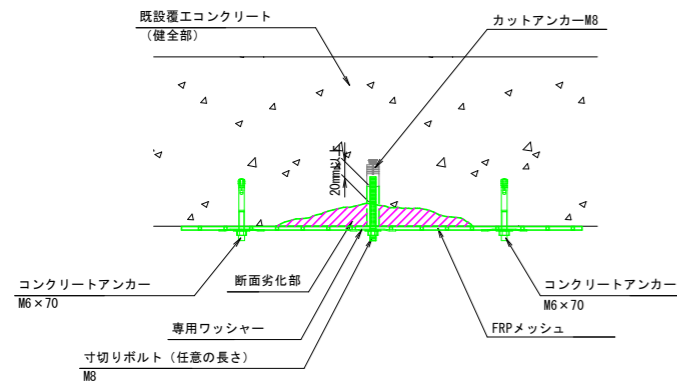 既設覆工コンクリート
（健全部）
カットアンカーM8
20mm以上
コンクリートアンカー
M6×70
断面劣化部
コンクリートアンカー
M6×70
専用ワッシャー
FRPメッシュ
寸切りボルト（任意の長さ）
M8